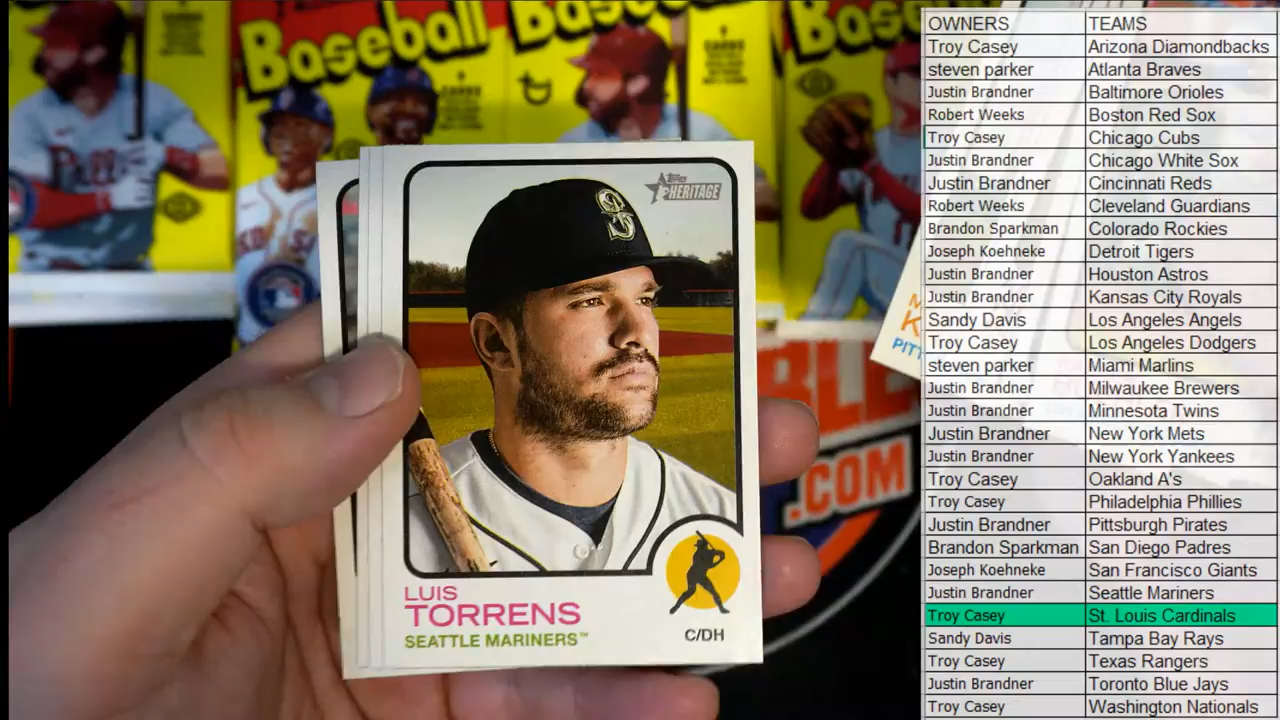 Baseball
Baseball
Ba
Phillies
Topps
HERITAGE
S
LUIS
TORRENS
SEATTLE MARINERS™
C/DH
PITT
BLE
.COM
OWNERS TEAMS
Troy Casey Arizona Diamondbacks
steven parker Atlanta Braves
Justin Brandner Baltimore Orioles
Robert Weeks Boston Red Sox
Troy Casey Chicago Cubs
Justin Brandner Chicago White Sox
Justin Brandner Cincinnati Reds
Robert Weeks Cleveland Guardians
Brandon Sparkman Colorado Rockies
Joseph Koehneke Detroit Tigers
Justin Brandner Houston Astros
Justin Brandner Kansas City Royals
Sandy Davis Los Angeles Angels
Troy Casey Los Angeles Dodgers
steven parker Miami Marlins
Justin Brandner Milwaukee Brewers
Justin Brandner Minnesota Twins
Justin Brandner New York Mets
Justin Brandner New York Yankees
Troy Casey Oakland A's
Troy Casey Philadelphia Phillies
Justin Brandner Pittsburgh Pirates
Brandon Sparkman San Diego Padres
Joseph Koehneke San Francisco Giants
Justin Brandner Seattle Mariners
Troy Casey St. Louis Cardinals
Sandy Davis Tampa Bay Rays
Troy Casey Texas Rangers
Justin Brandner Toronto Blue Jays
Troy Casey Washington Nationals